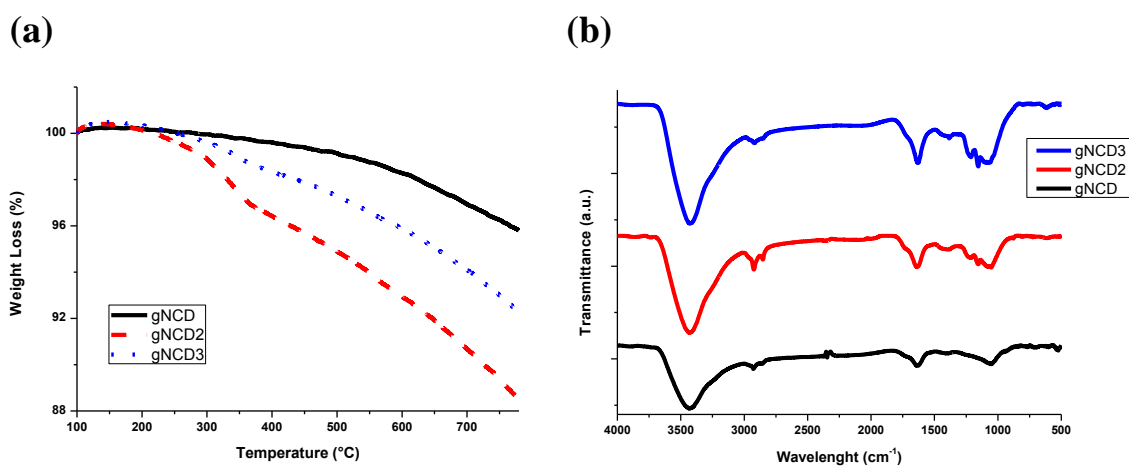 (a)
(b)
Weight Loss (%)
100
96
92
88
gNCD
gNCD2
gNCD3
100 200 300 400 500 600 700
Temperature (°C)
Transmittance (a.u.)
gNCD3
gNCD2
gNCD
4000 3500 3000 2500 2000 1500 1000 500
Wavelenght (cm⁻¹)